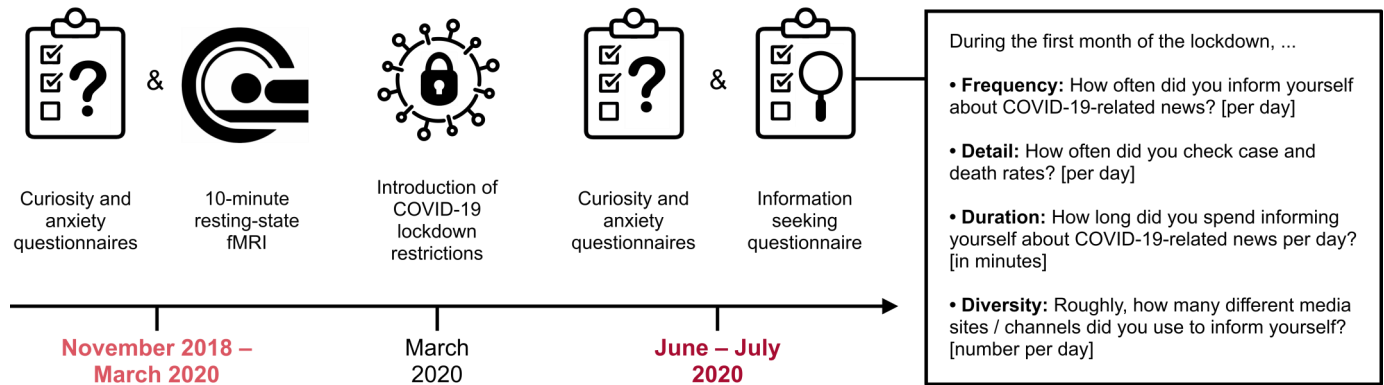 ?
&
?
&
Curiosity and
anxiety
questionnaires
10-minute
resting-state
fMRI
Introduction of
COVID-19
lockdown
restrictions
Curiosity and
anxiety
questionnaires
Information
seeking
questionnaire
November 2018 –
March 2020
March
2020
June – July
2020
During the first month of the lockdown, ...
• Frequency: How often did you inform yourself
about COVID-19-related news? [per day]
• Detail: How often did you check case and
death rates? [per day]
• Duration: How long did you spend informing
yourself about COVID-19-related news per day?
[in minutes]
• Diversity: Roughly, how many different media
sites / channels did you use to inform yourself?
[number per day]